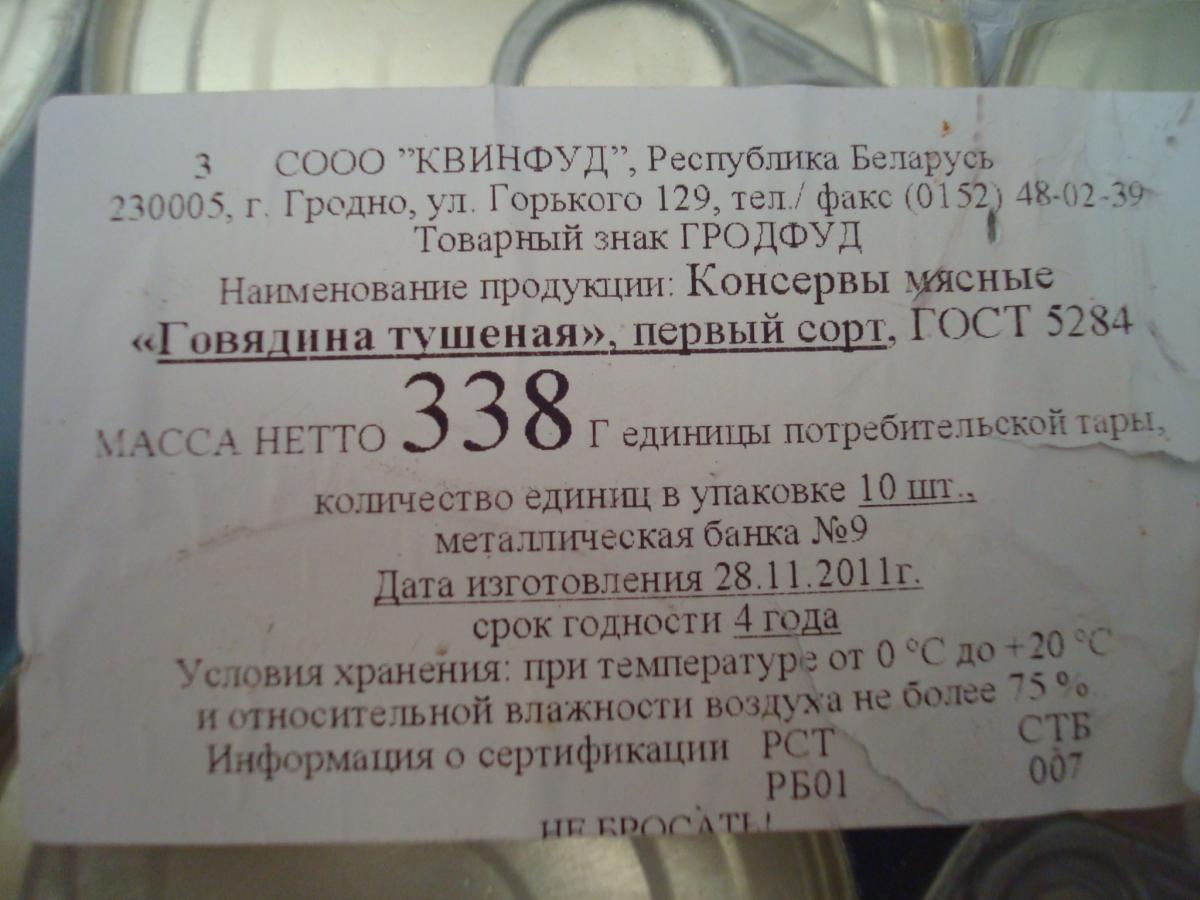 3 СООО ”КВИНФУД”, Республика Беларусь
230005, г. Гродно, ул. Горького 129, тел./ факс (0152) 48-02-39
Товарный знак ГРОДФУД
Наименование продукции: Консервы мясные
«Говядина тушеная», первый сорт, ГОСТ 5284
МАССА НЕТТО 338 Г единицы потребительской тары,
количество единиц в упаковке 10 шт.,
металлическая банка №9
Дата изготовления 28.11.2011г.
срок годности 4 года
Условия хранения: при температуре от 0 °С до +20 °С
и относительной влажности воздуха не более 75 %
Информация о сертификации РСТ СТБ
РБ01 007
НЕ БРОСАТЬ!